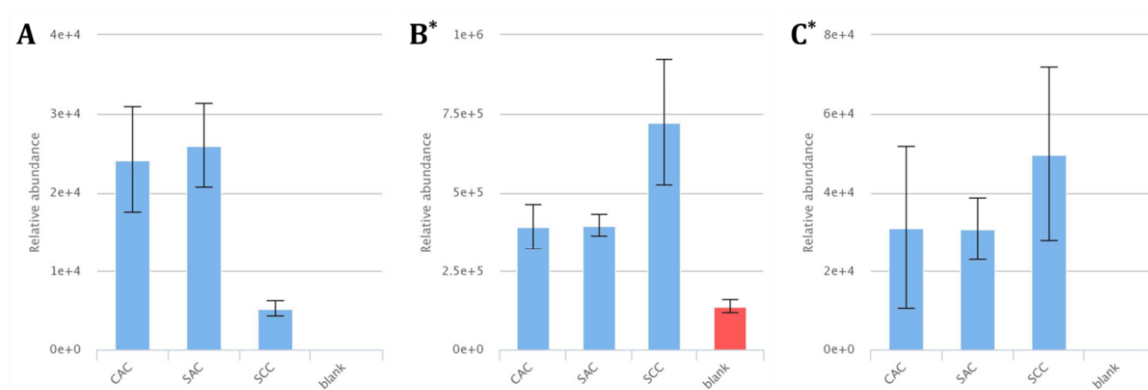 A
Relative abundance
4e+4
3e+4
2e+4
1e+4
0e+0
CAC
SAC
SCC
blank
B*
Relative abundance
1e+6
7.5e+5
5e+5
2.5e+5
0e+0
CAC
SAC
SCC
blank
C*
Relative abundance
8e+4
6e+4
4e+4
2e+4
0e+0
CAC
SAC
SCC
blank